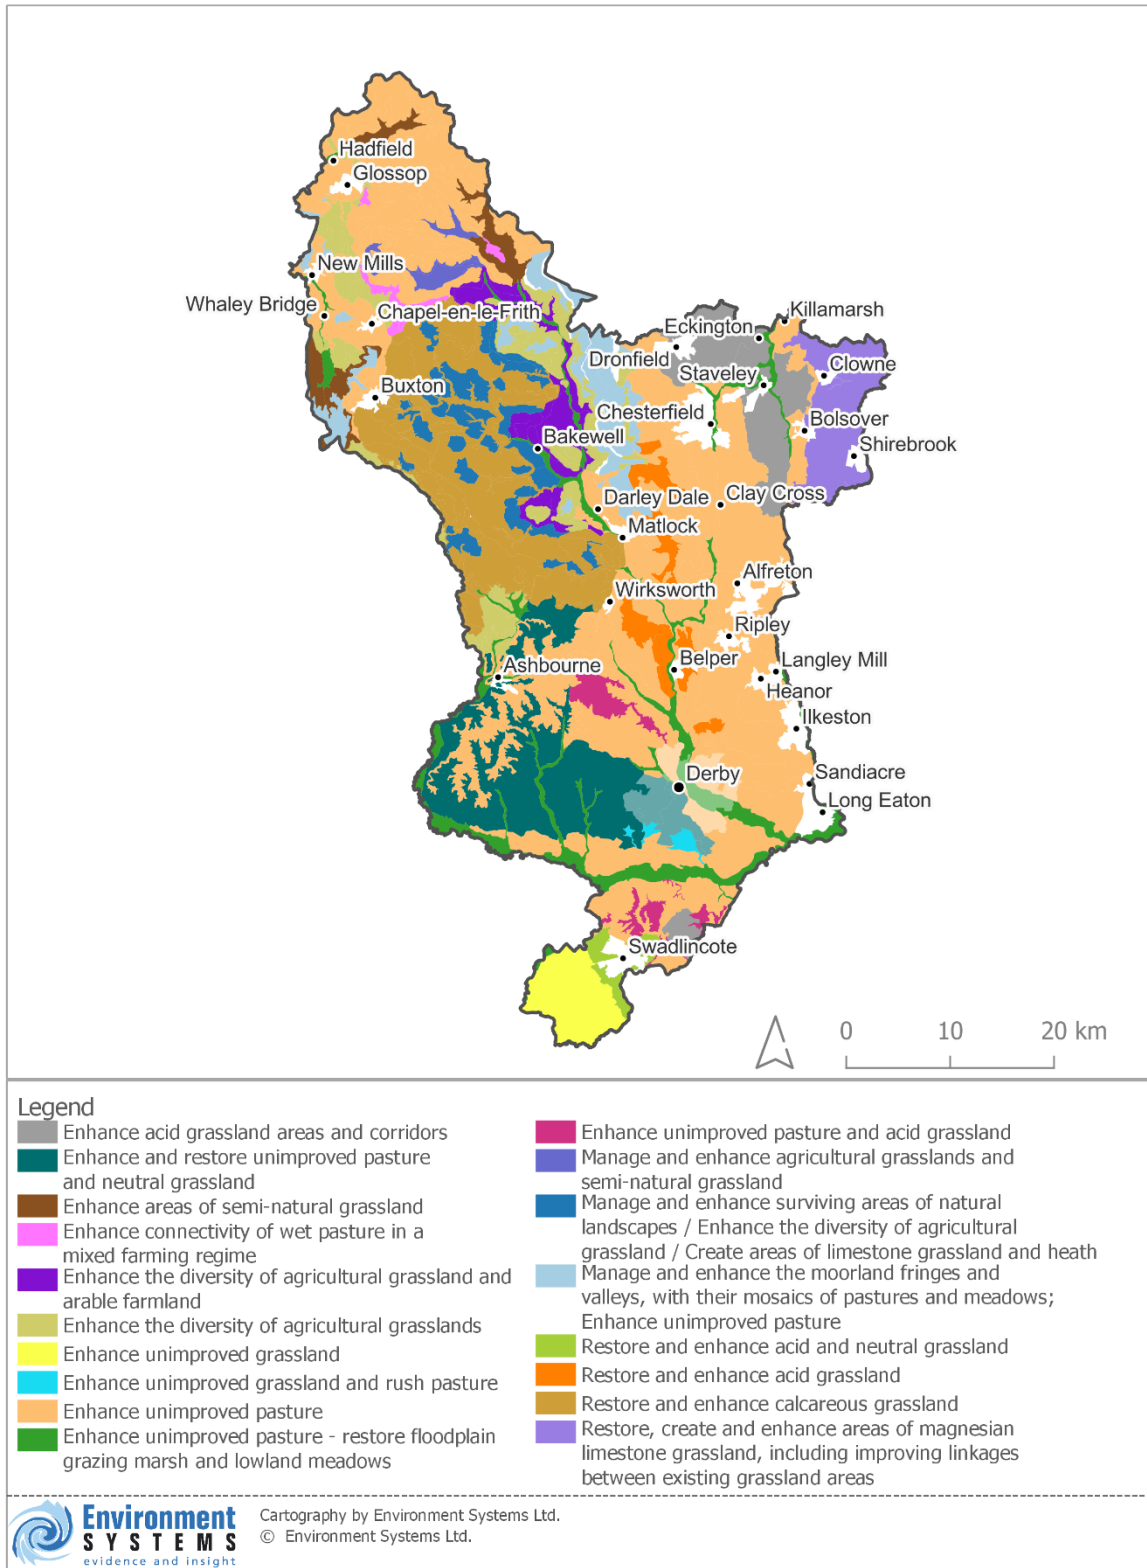 Hadfield
Glossop
New Mills
Whaley Bridge
Chapel-en-le-Frith
Killamarsh
Eckington
Dronfield
Clowne
Staveley
Buxton
Chesterfield
Bolsover
Bakewell
Shirebrook
Darley Dale
Clay Cross
Matlock
Alfreton
Wirksworth
Ripley
Ashbourne
Belper
Langley Mill
Heanor
Ilkeston
Derby
Sandiacre
Long Eaton
Swadlincote
0 10 20 km
Legend
Enhance acid grassland areas and corridors
Enhance and restore unimproved pasture
and neutral grassland
Enhance areas of semi-natural grassland
Enhance connectivity of wet pasture in a
mixed farming regime
Enhance the diversity of agricultural grassland and
arable farmland
Enhance the diversity of agricultural grasslands
Enhance unimproved grassland
Enhance unimproved grassland and rush pasture
Enhance unimproved pasture
Enhance unimproved pasture - restore floodplain
grazing marsh and lowland meadows
Enhance unimproved pasture and acid grassland
Manage and enhance agricultural grasslands and
semi-natural grassland
Manage and enhance surviving areas of natural
landscapes / Enhance the diversity of agricultural
grassland / Create areas of limestone grassland and heath
Manage and enhance the moorland fringes and
valleys, with their mosaics of pastures and meadows;
Enhance unimproved pasture
Restore and enhance acid and neutral grassland
Restore and enhance acid grassland
Restore and enhance calcareous grassland
Restore, create and enhance areas of magnesian
limestone grassland, including improving linkages
between existing grassland areas
Environment
SYSTEMS
evidence and insight
Cartography by Environment Systems Ltd.
© Environment Systems Ltd.